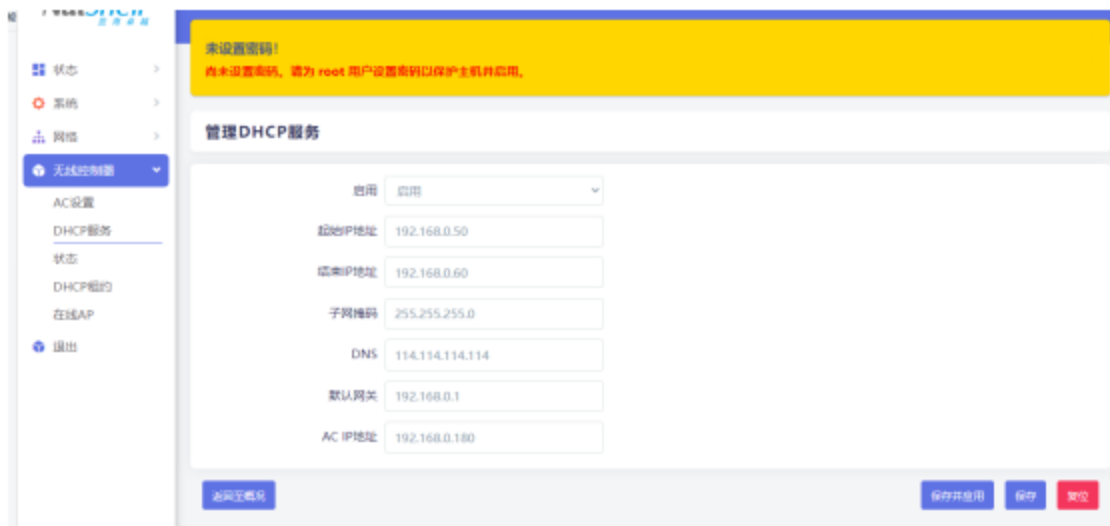 未设置密码!
尚未设置密码。请为 root 用户设置密码以保护主机并启用。
状态
系统
网络
无线控制器
AC设置
DHCP服务
状态
DHCP租约
在线AP
退出
管理DHCP服务
启用 启用
起始IP地址 192.168.0.50
结束IP地址 192.168.0.60
子网掩码 255.255.255.0
DNS 114.114.114.114
默认网关 192.168.0.1
AC IP地址 192.168.0.180
返回至概况 保存并应用 保存 复位